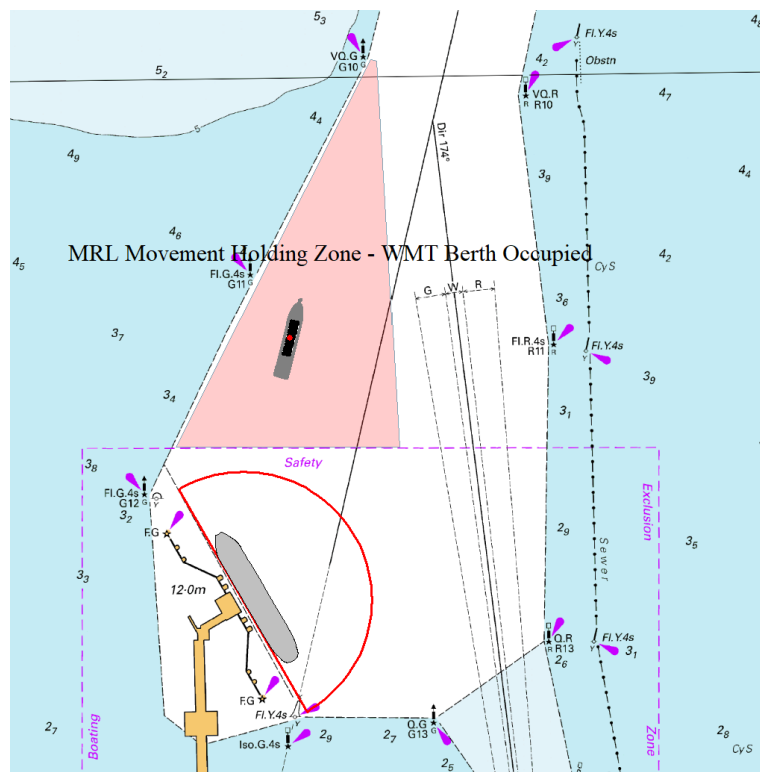 5₃
4₈
Fl.Y.4s
Y
VQ.G
G10
G
4₂
Obstn
5₂
VQ.R
R10
R
4₇
4₄
5
Dir 174°
4₉
3₉
4₄
4₆
MRL Movement Holding Zone - WMT Berth Occupied
4₅
4₂
CyS
Fl.G.4s
G11
G
G
W
R
3₆
3₇
Fl.R.4s
R11
R
Fl.Y.4s
Y
3₉
3₄
3₁
3₈
Safety
Fl.G.4s
G12
G
Y
Exclusion
3₂
F.G
2₉
3₅
Sewer
3₃
12·0m
Q.R
R13
R
Fl.Y.4s
Y
3₁
2₆
F.G
Fl.Y.4s
Y
2₇
Boating
Iso.G.4s
2₉
2₇
Q.G
G13
G
2₅
Zone
2₈
CyS